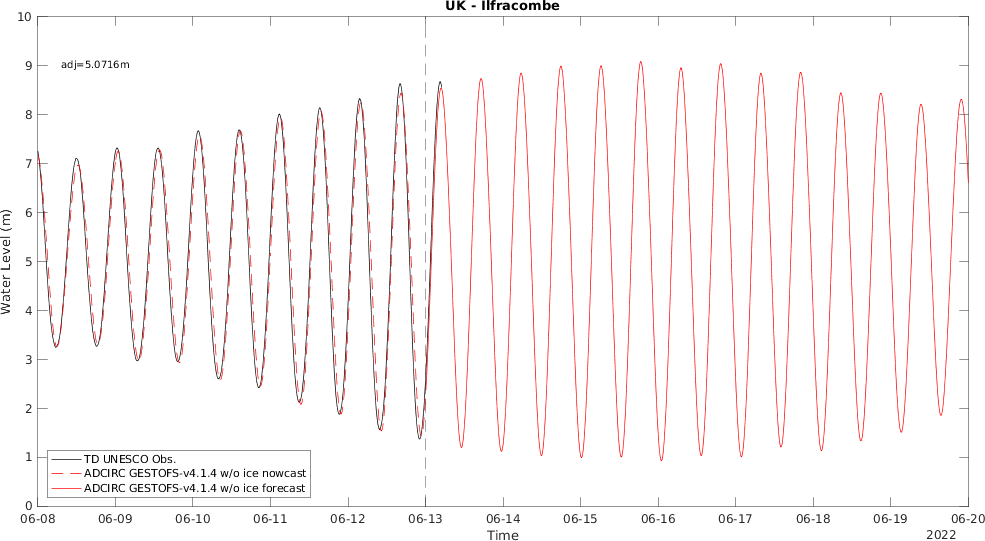 UK - Ilfracombe
adj=5.0716m
Water Level (m)
10
9
8
7
6
5
4
3
2
1
0
TD UNESCO Obs.
ADCIRC GESTOFS-v4.1.4 w/o ice nowcast
ADCIRC GESTOFS-v4.1.4 w/o ice forecast
06-08 06-09 06-10 06-11 06-12 06-13 06-14 06-15 06-16 06-17 06-18 06-19 06-20
Time
2022